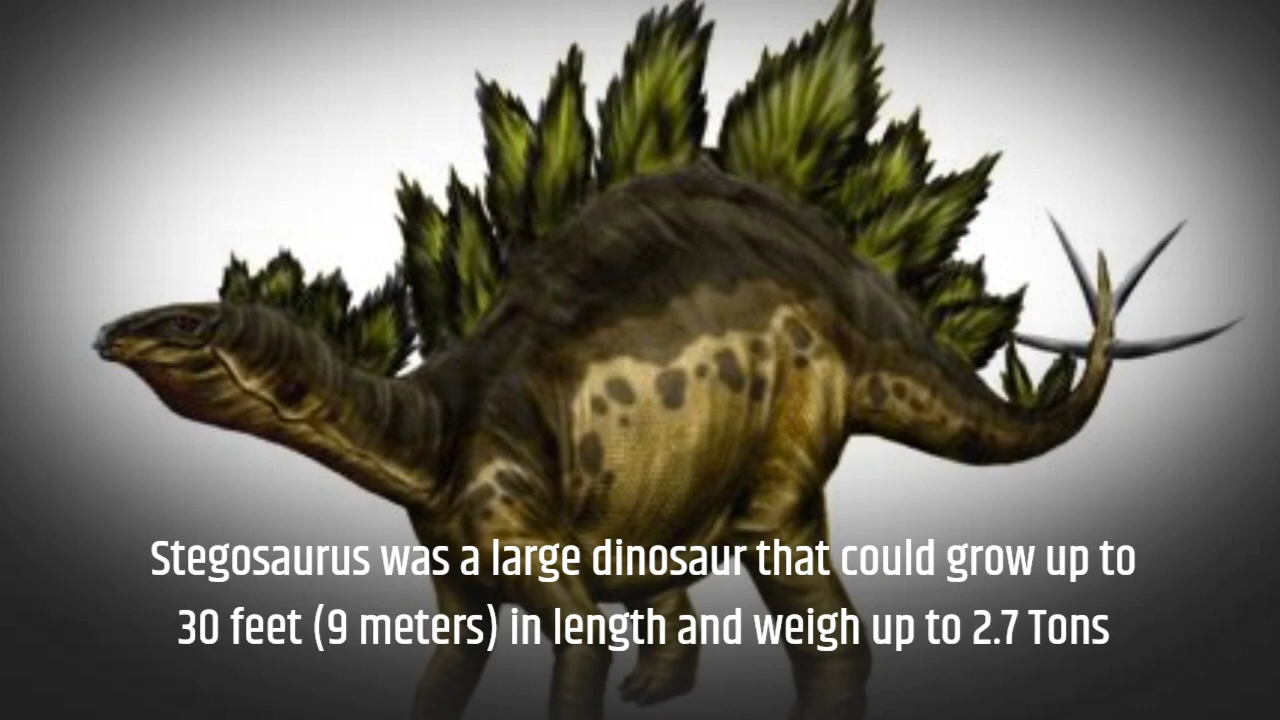 Stegosaurus was a large dinosaur that could grow up to
30 feet (9 meters) in length and weigh up to 2.7 Tons